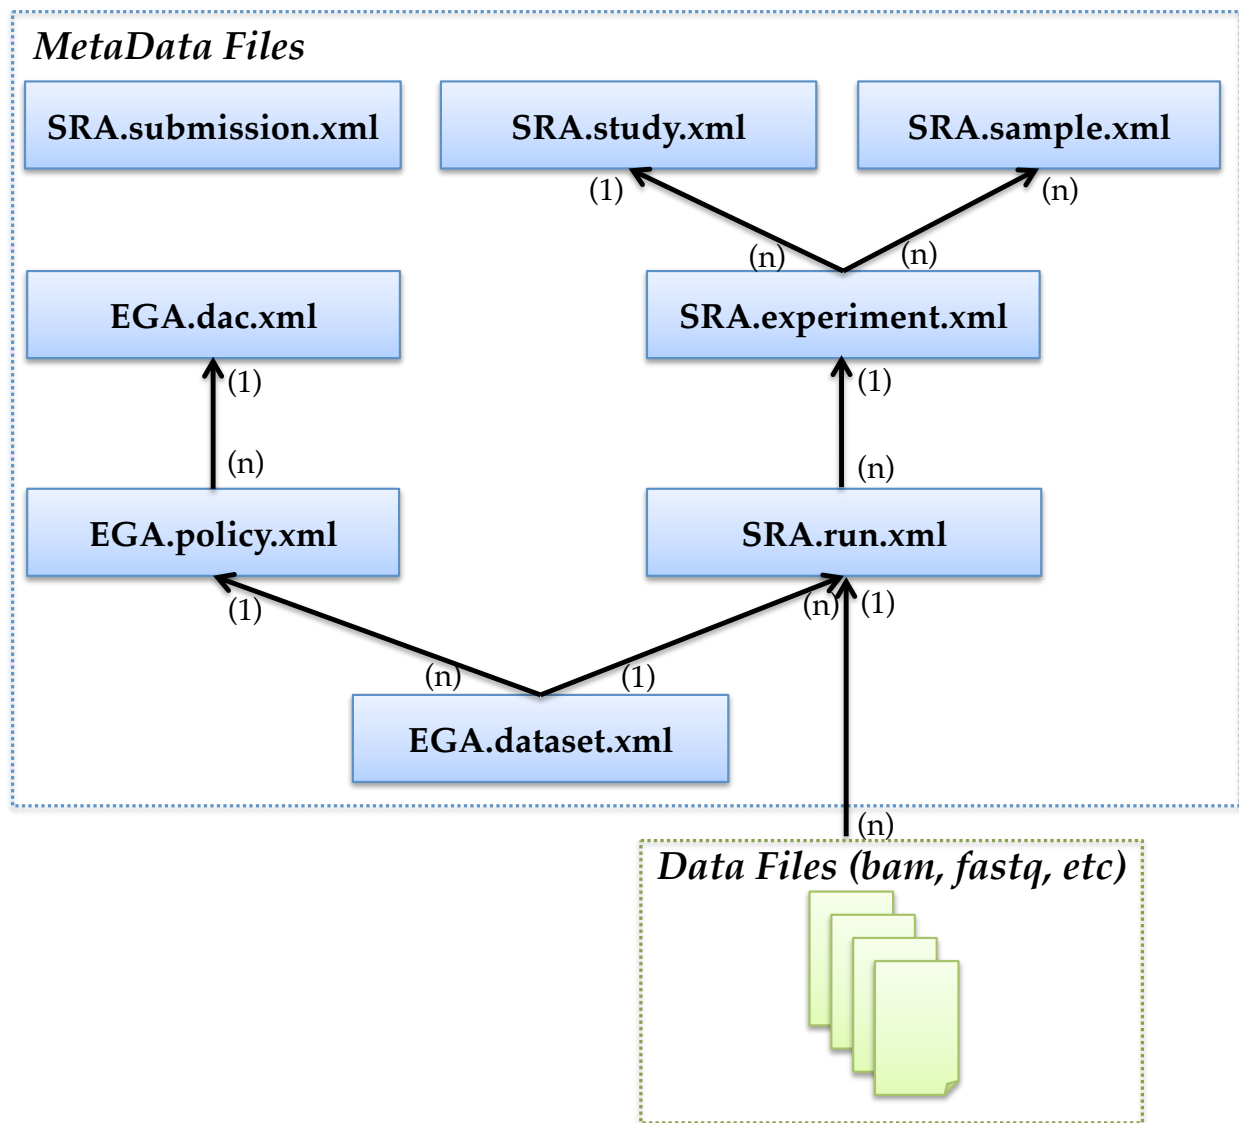 MetaData Files
SRA.submission.xml
SRA.study.xml
SRA.sample.xml
(1)
(n)
(n)
(n)
EGA.dac.xml
SRA.experiment.xml
(1)
(1)
(n)
(n)
EGA.policy.xml
SRA.run.xml
(1)
(n)
(1)
(n)
(1)
EGA.dataset.xml
(n)
Data Files (bam, fastq, etc)